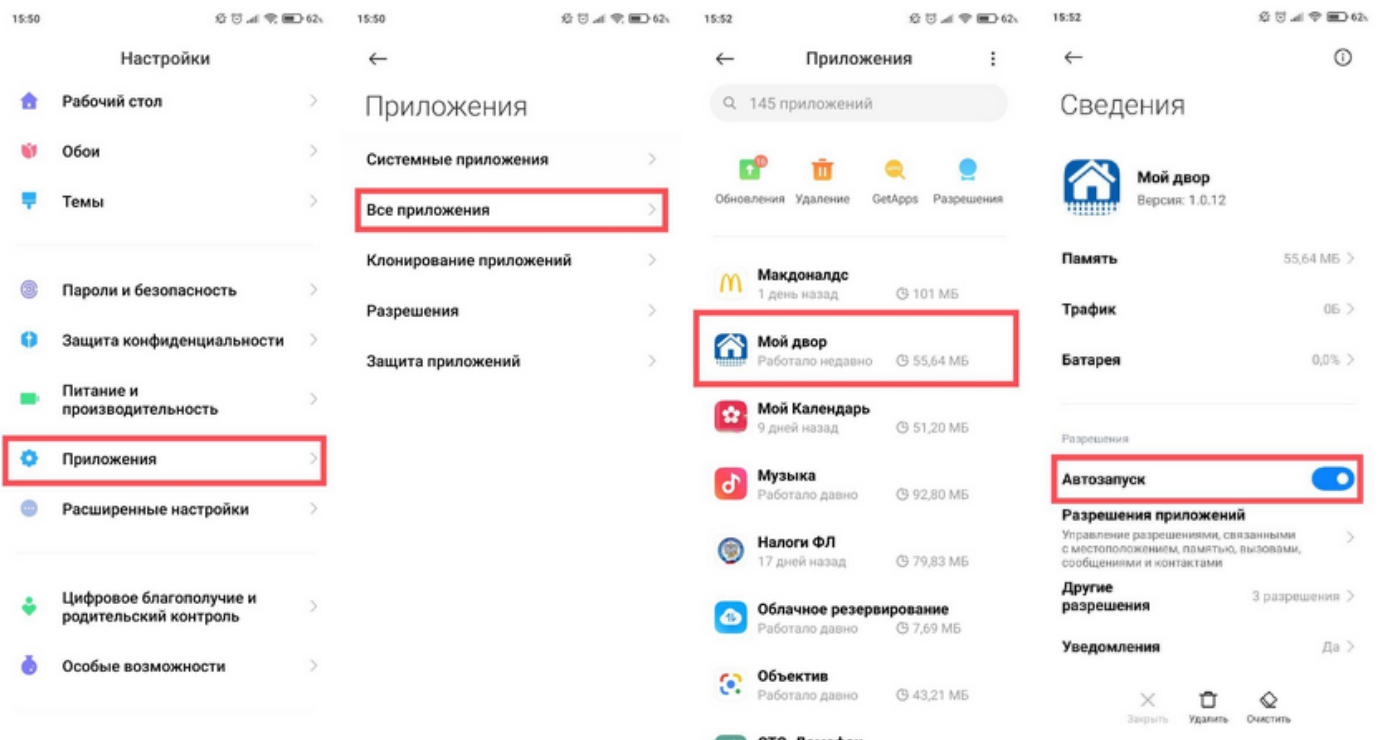 15:50
62%
Настройки
Рабочий стол
Обои
Темы
Пароли и безопасность
Защита конфиденциальности
Питание и
производительность
Приложения
Расширенные настройки
Цифровое благополучие и
родительский контроль
Особые возможности
15:50
62%
Приложения
Системные приложения
Все приложения
Клонирование приложений
Разрешения
Защита приложений
15:52
62%
Приложения
145 приложений
16
Обновления Удаление GetApps Разрешения
Макдоналдс
1 день назад 101 МБ
Мой двор
Работало недавно 55,64 МБ
Мой Календарь
9 дней назад 51,20 МБ
Музыка
Работало давно 92,80 МБ
Налоги ФЛ
17 дней назад 79,83 МБ
Облачное резервирование
Работало давно 7,69 МБ
Объектив
Работало давно 43,21 МБ
15:52
62%
Сведения
Мой двор
Версия: 1.0.12
Память 55,64 МБ
Трафик 0Б
Батарея 0,0%
Разрешения
Автозапуск
Разрешения приложений
Управление разрешениями, связанными
с местоположением, памятью, вызовами,
сообщениями и контактами
Другие
разрешения
3 разрешения
Уведомления Да
Закрыть Удалить Очистить